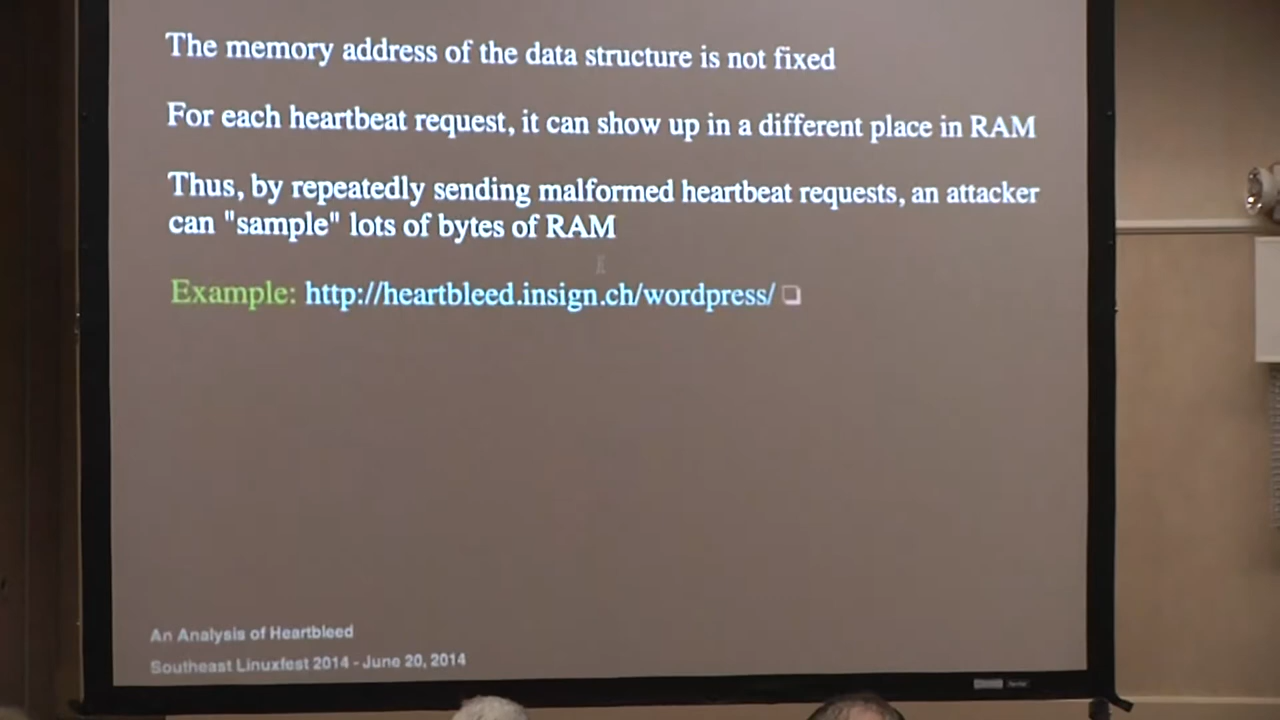 The memory address of the data structure is not fixed
For each heartbeat request, it can show up in a different place in RAM
Thus, by repeatedly sending malformed heartbeat requests, an attacker
can "sample" lots of bytes of RAM
Example: http://heartbleed.insign.ch/wordpress/
An Analysis of Heartbleed
Southeast Linuxfest 2014 - June 20, 2014